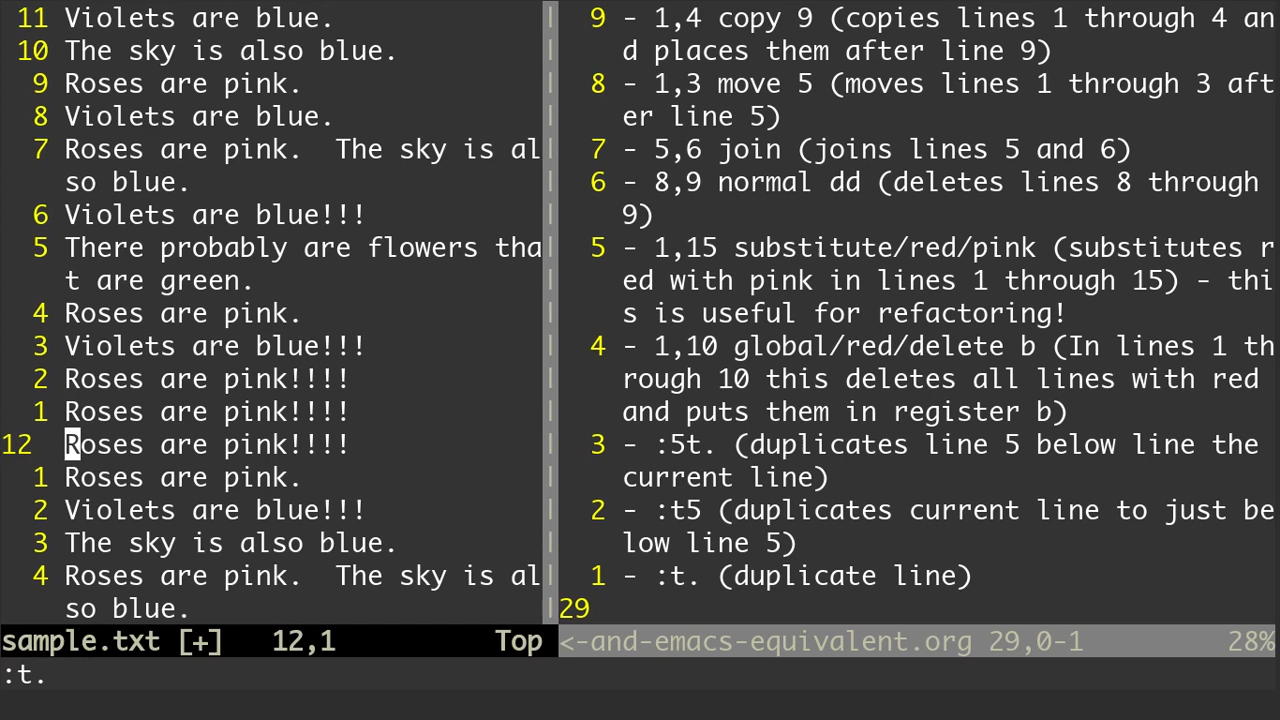 11 Violets are blue.
10 The sky is also blue.
9 Roses are pink.
8 Violets are blue.
7 Roses are pink.  The sky is al
so blue.
6 Violets are blue!!!
5 There probably are flowers tha
t are green.
4 Roses are pink.
3 Violets are blue!!!
2 Roses are pink!!!!
1 Roses are pink!!!!
12 Roses are pink!!!!
1 Roses are pink.
2 Violets are blue!!!
3 The sky is also blue.
4 Roses are pink.  The sky is al
so blue.
sample.txt [+] 12,1 Top
9 - 1,4 copy 9 (copies lines 1 through 4 an
d places them after line 9)
8 - 1,3 move 5 (moves lines 1 through 3 aft
er line 5)
7 - 5,6 join (joins lines 5 and 6)
6 - 8,9 normal dd (deletes lines 8 through
9)
5 - 1,15 substitute/red/pink (substitutes r
ed with pink in lines 1 through 15) - thi
s is useful for refactoring!
4 - 1,10 global/red/delete b (In lines 1 th
rough 10 this deletes all lines with red
and puts them in register b)
3 - :5t. (duplicates line 5 below line the
current line)
2 - :t5 (duplicates current line to just be
low line 5)
1 - :t. (duplicate line)
29
<-and-emacs-equivalent.org 29,0-1 28%
:t.